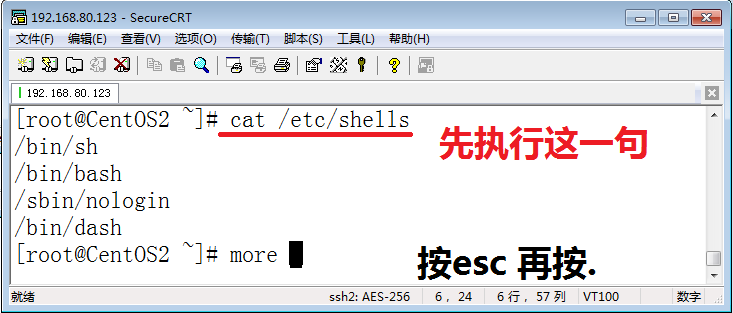 192.168.80.123 - SecureCRT
文件(F) 编辑(E) 查看(V) 选项(O) 传输(T) 脚本(S) 工具(L) 帮助(H)
192.168.80.123
[root@CentOS2 ~]# cat /etc/shells
先执行这一句
/bin/sh
/bin/bash
/sbin/nologin
/bin/dash
[root@CentOS2 ~]# more
按esc 再按.
就绪 ssh2: AES-256 6, 24 6 行, 57 列 VT100 数字